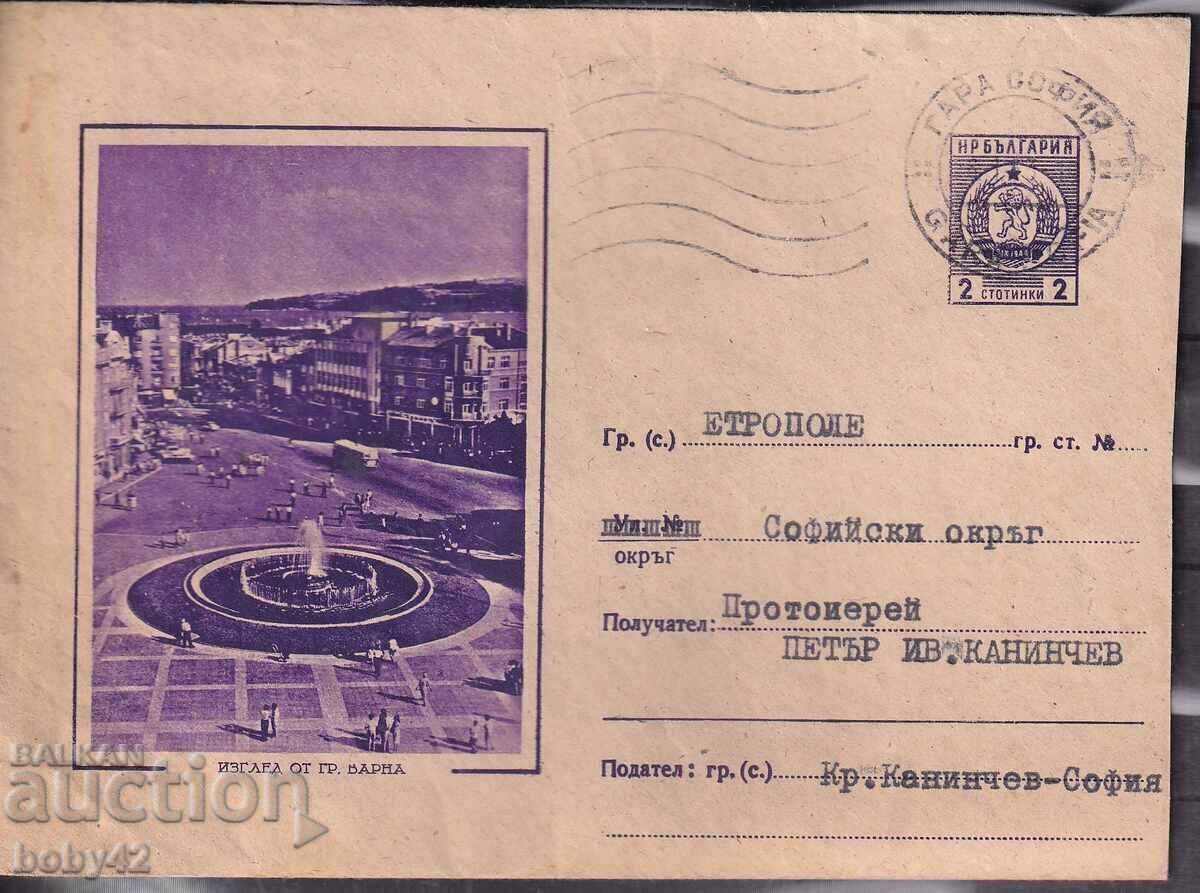 ГАРА СОФИЯ
НР БЪЛГАРИЯ
2 СТОТИНКИ 2
Гр. (с.) ЕТРОПОЛЕ гр. ст. №
Ул. № Софийски окръг
окръг
Получател: Протоиерей
ПЕТЪР ИВ.КАНИНЧЕВ
Подател: гр. (с.) Кр.Канинчев-София
ИЗГЛЕД ОТ ГР. ВАРНА
BALKAN
auction
boby42